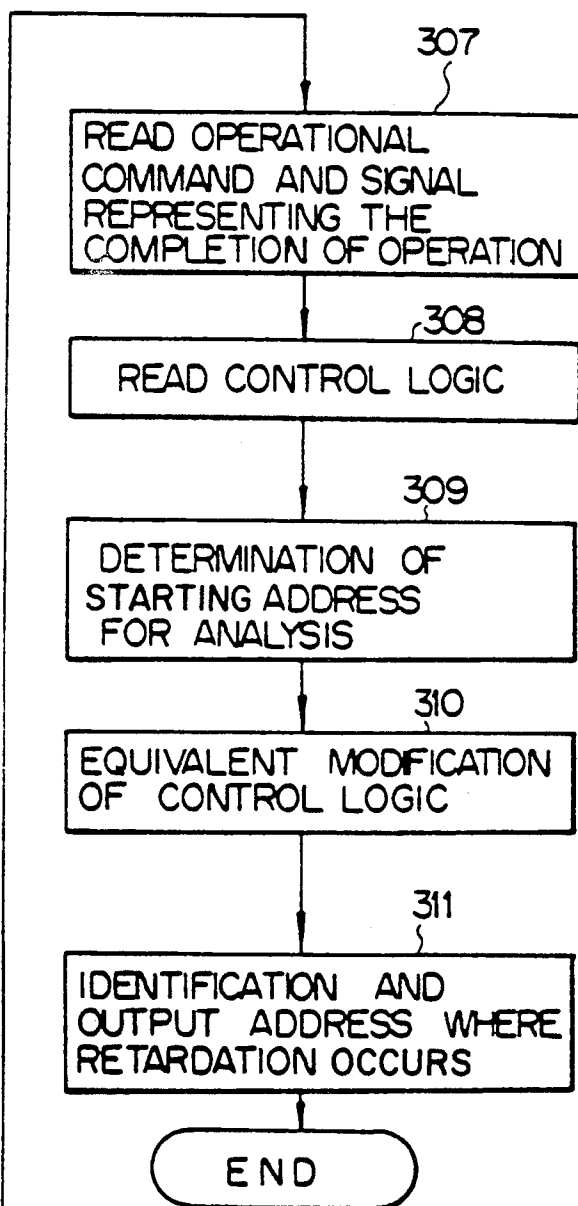 307
READ OPERATIONAL
COMMAND AND SIGNAL
REPRESENTING THE
COMPLETION OF OPERATION
308
READ CONTROL LOGIC
309
DETERMINATION OF
STARTING ADDRESS
FOR ANALYSIS
310
EQUIVALENT MODIFICATION
OF CONTROL LOGIC
311
IDENTIFICATION AND
OUTPUT ADDRESS WHERE
RETARDATION OCCURS
END